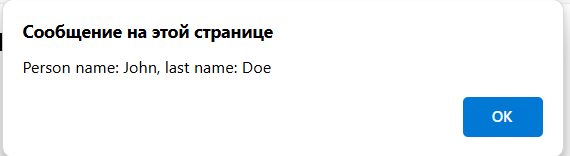 Сообщение на этой странице
Person name: John, last name: Doe
OK